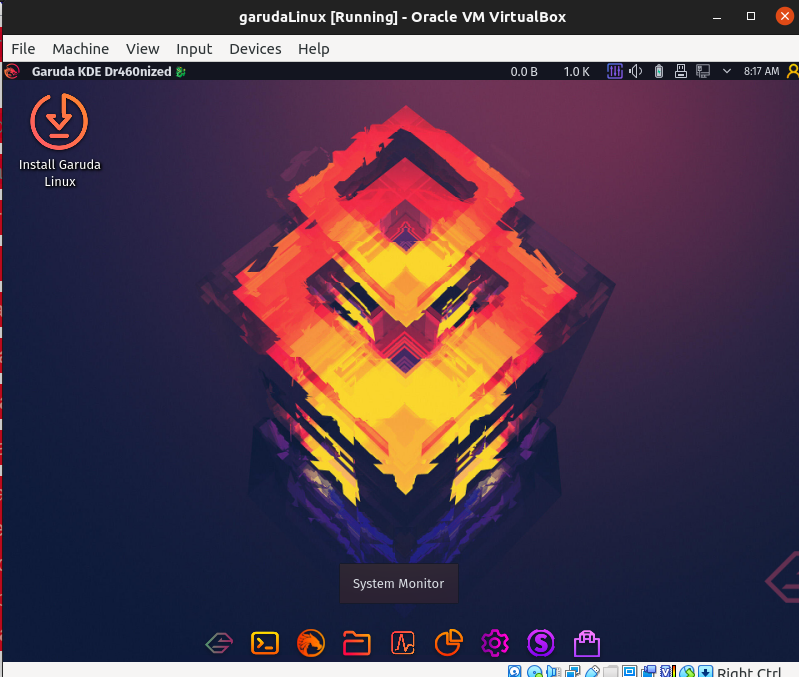 garudaLinux [Running] - Oracle VM VirtualBox
File Machine View Input Devices Help
Garuda KDE Dr460nized 0.0 B 1.0 K 8:17 AM
Install Garuda
Linux
System Monitor
Right Ctrl